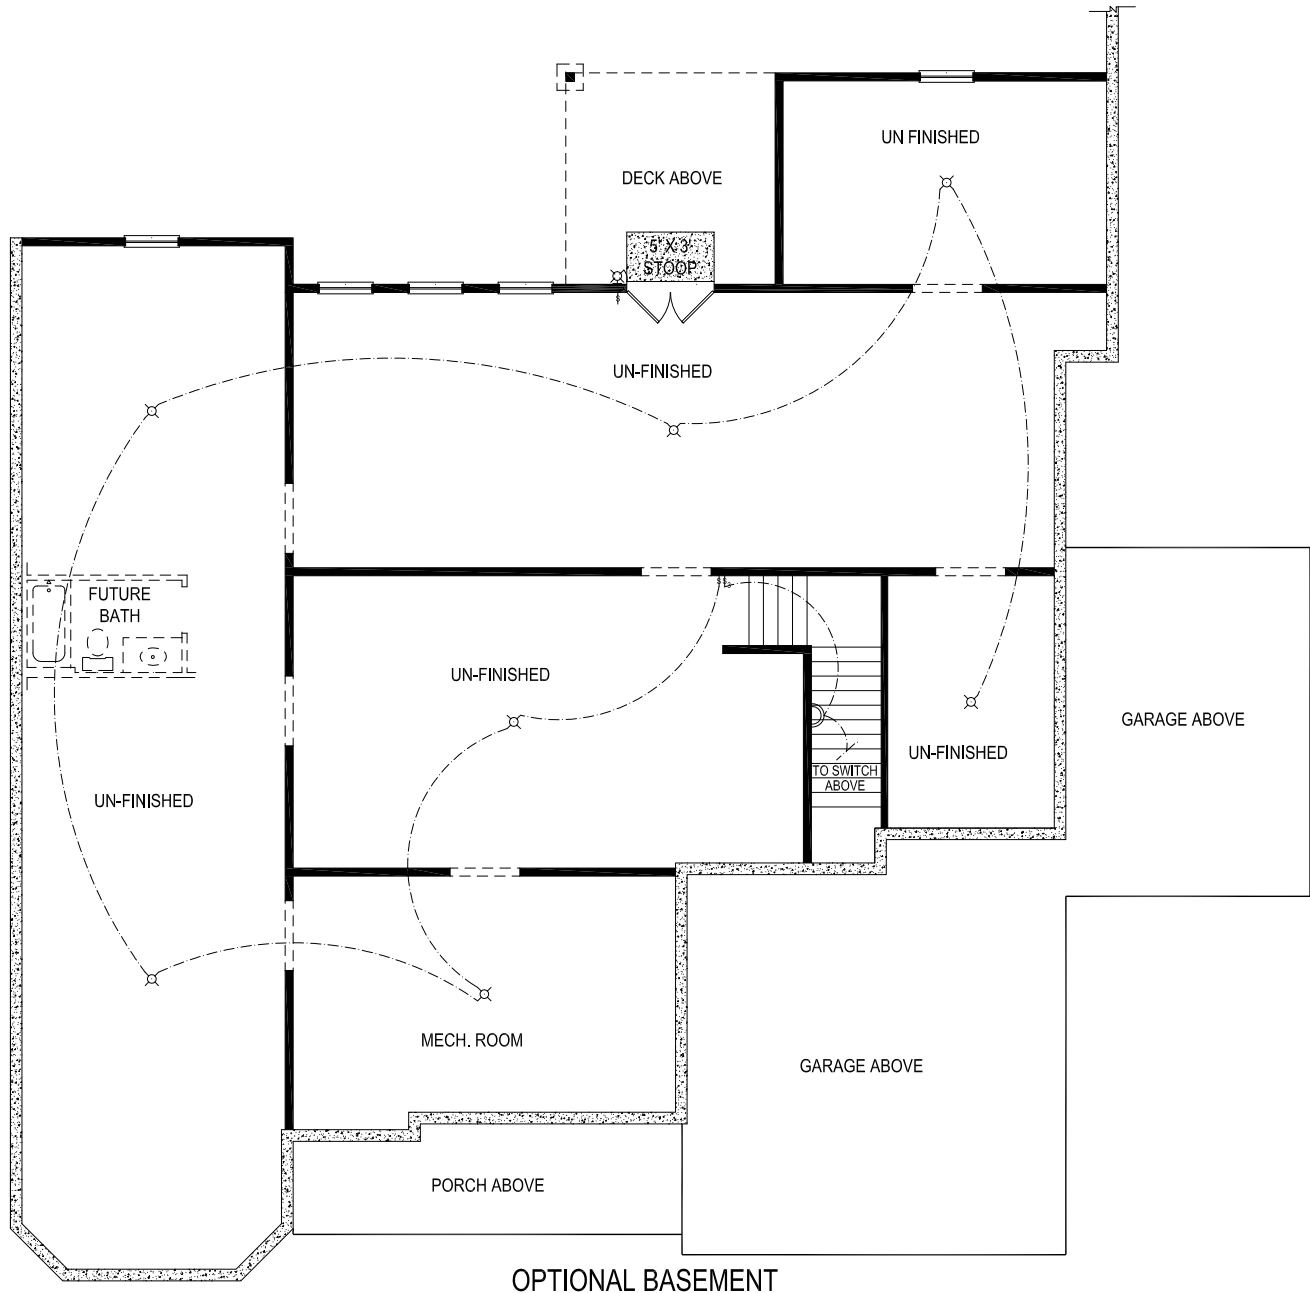 UN FINISHED
DECK ABOVE
5' X 3'
STOOP
UN-FINISHED
FUTURE
BATH
UN-FINISHED
GARAGE ABOVE
UN-FINISHED
TO SWITCH
ABOVE
UN-FINISHED
MECH. ROOM
GARAGE ABOVE
PORCH ABOVE
OPTIONAL BASEMENT